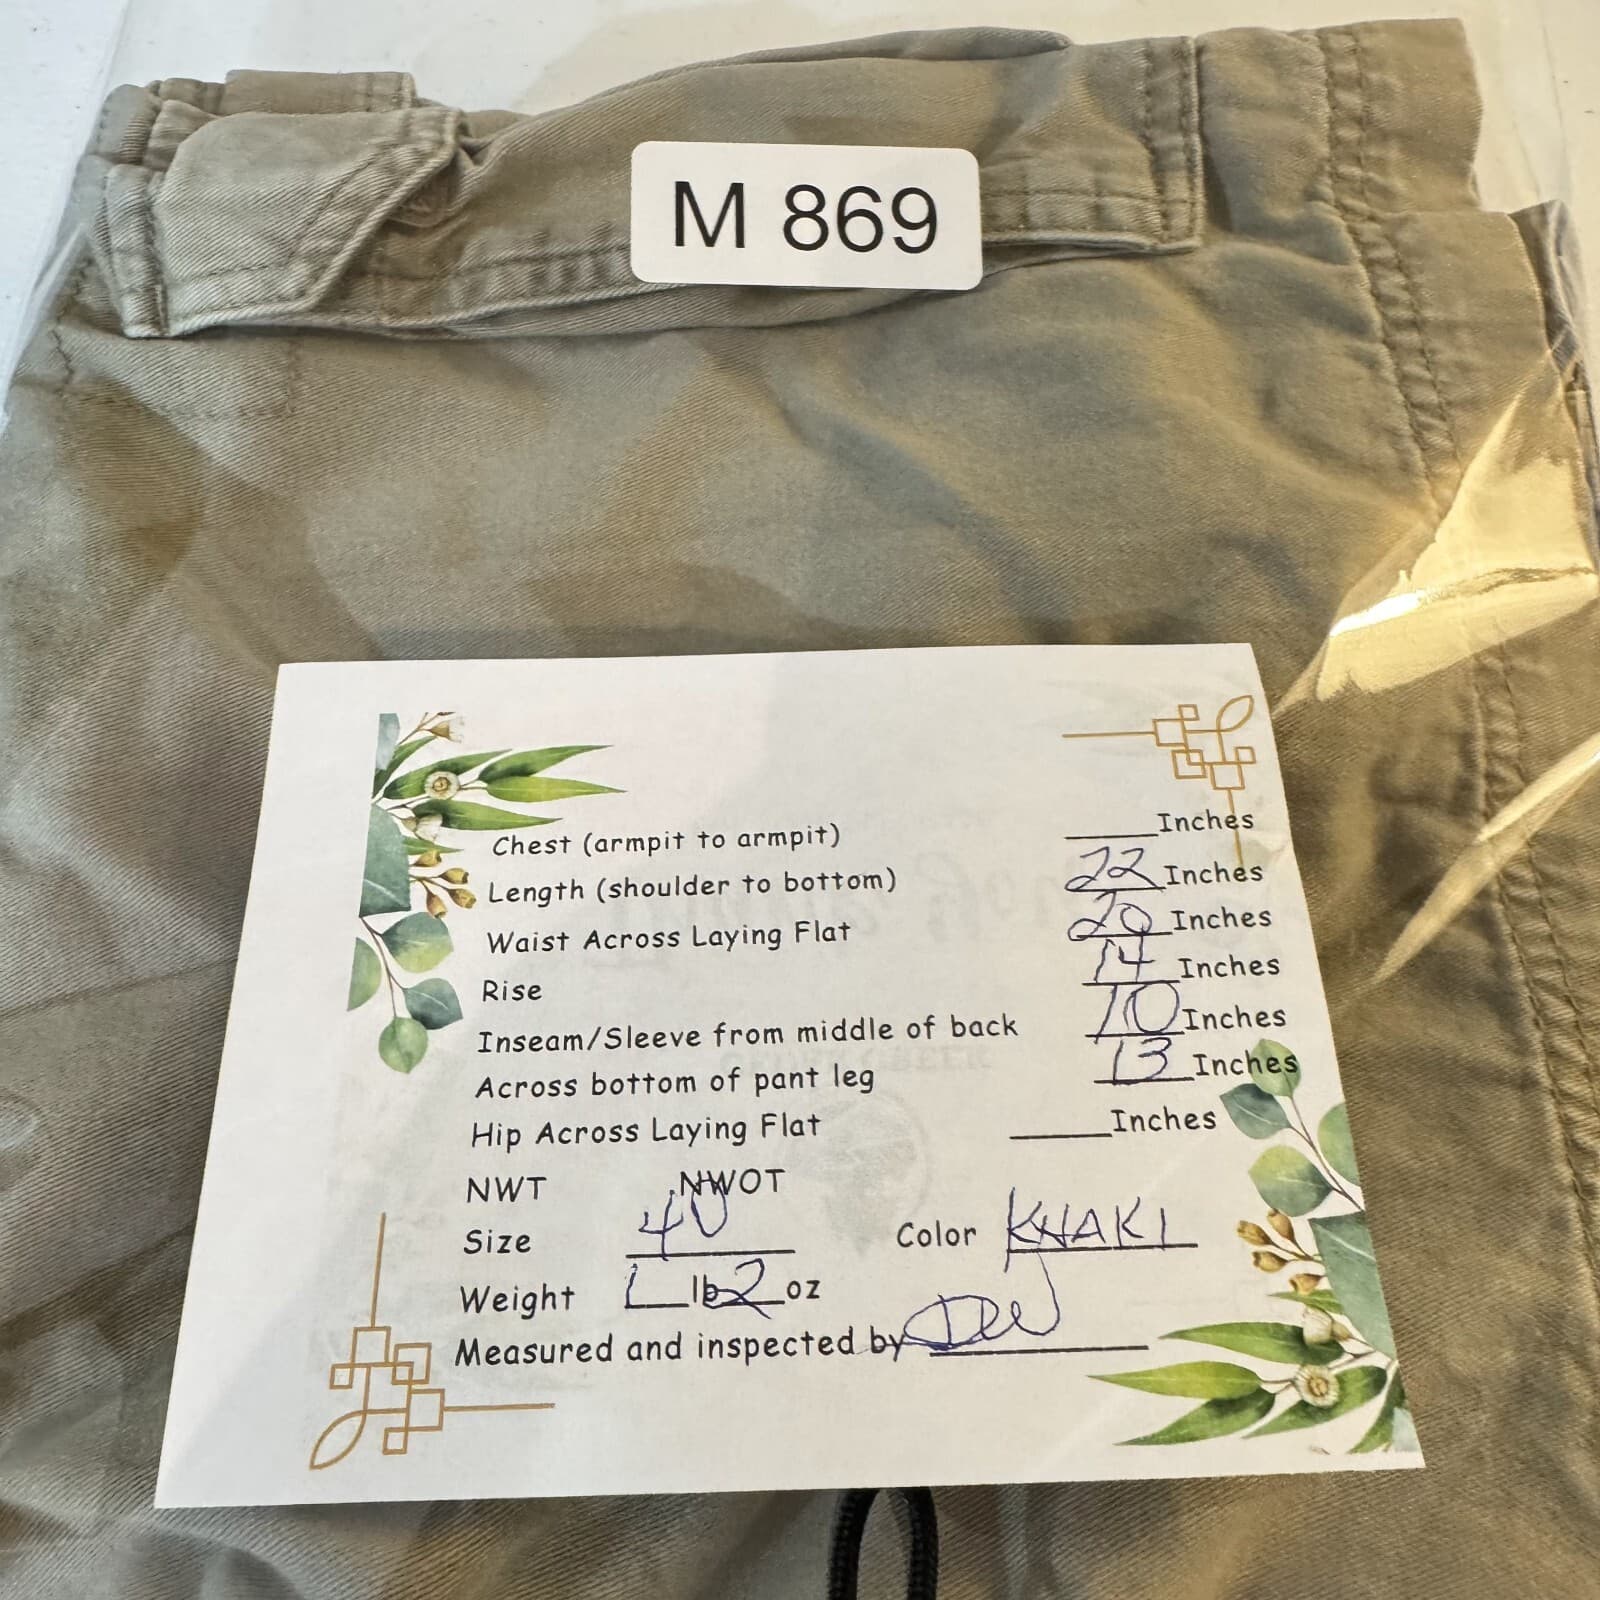 M 869
Chest (armpit to armpit) ____Inches
Length (shoulder to bottom) 22 Inches
Waist Across Laying Flat 20 Inches
Rise 14 Inches
Inseam/Sleeve from middle of back 10 Inches
Across bottom of pant leg 13 Inches
Hip Across Laying Flat ____Inches
NWT NWOT
Size 40 Color KHAKI
Weight 1 lb 2 oz
Measured and inspected by